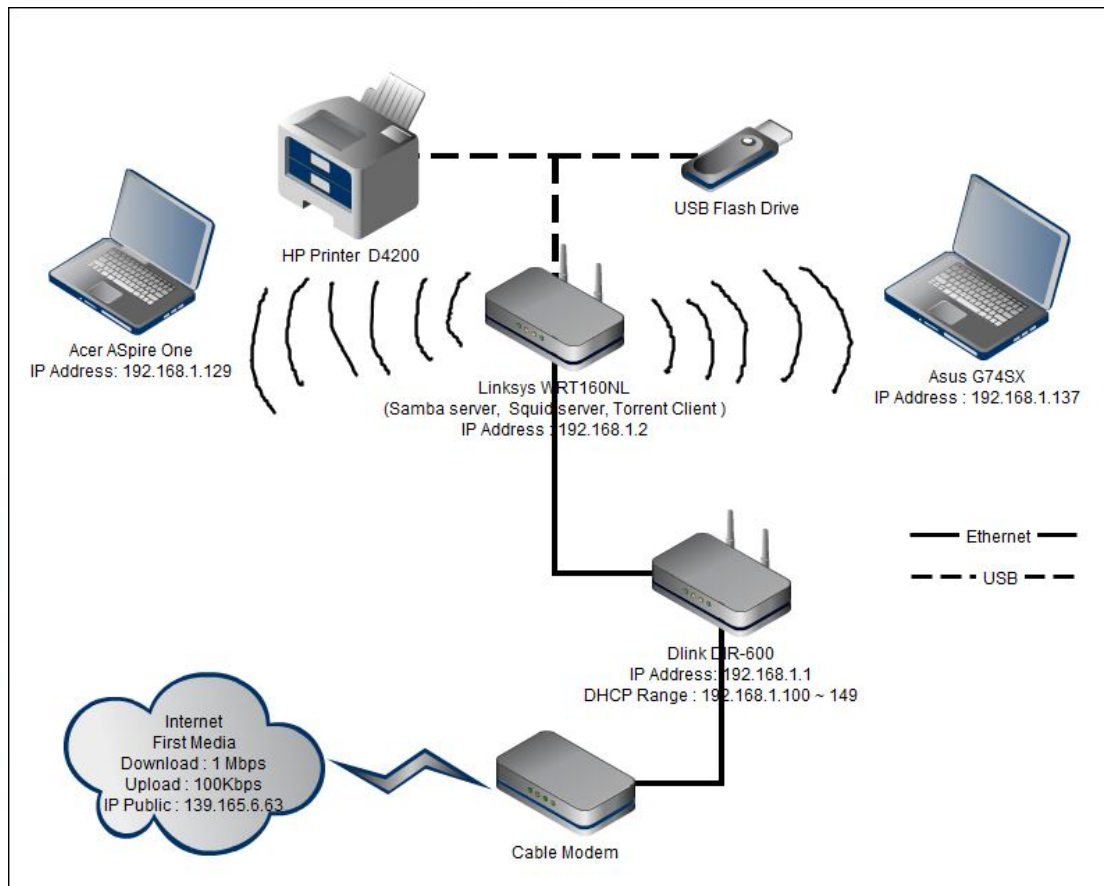 HP Printer  D4200
USB Flash Drive
Acer ASpire One
IP Address: 192.168.1.129
Linksys WRT160NL
(Samba server,  Squid server, Torrent Client )
IP Address : 192.168.1.2
Asus G74SX
IP Address : 192.168.1.137
Ethernet
USB
Dlink DIR-600
IP Address: 192.168.1.1
DHCP Range : 192.168.1.100 ~ 149
Internet
First Media
Download : 1 Mbps
Upload : 100Kbps
IP Public : 139.165.6.63
Cable Modem